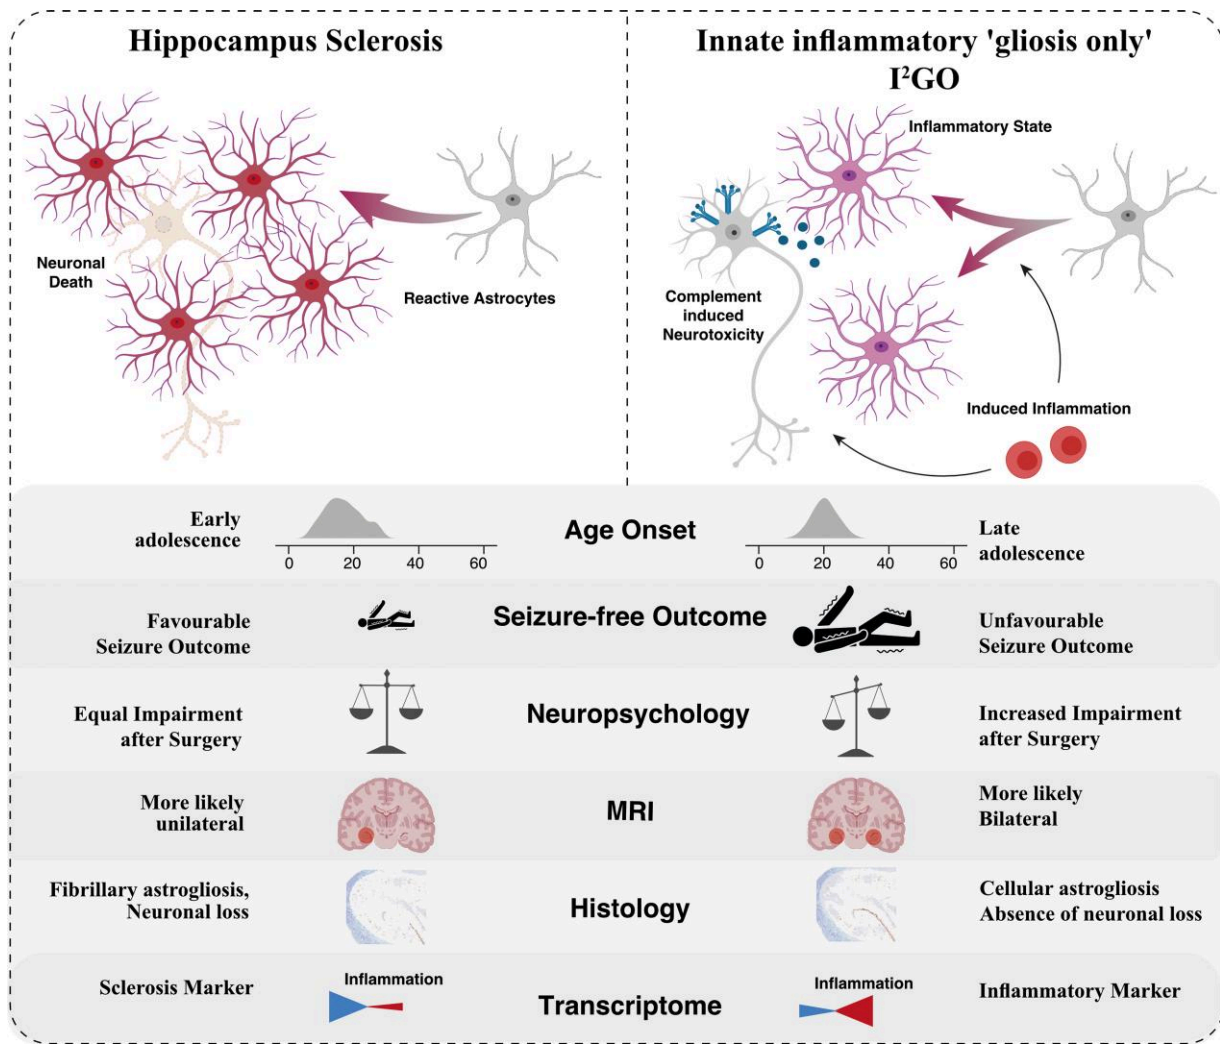 Hippocampus Sclerosis
Neuronal
Death
Reactive Astrocytes
Innate inflammatory 'gliosis only'
I²GO
Inflammatory State
Complement
induced
Neurotoxicity
Induced Inflammation
Early
adolescence
0 20 40 60
Age Onset
0 20 40 60
Late
adolescence
Favourable
Seizure Outcome
Seizure-free Outcome
Unfavourable
Seizure Outcome
Equal Impairment
after Surgery
Neuropsychology
Increased Impairment
after Surgery
More likely
unilateral
MRI
More likely
Bilateral
Fibrillary astrogliosis,
Neuronal loss
Histology
Cellular astrogliosis
Absence of neuronal loss
Sclerosis Marker
Inflammation
Transcriptome
Inflammation
Inflammatory Marker